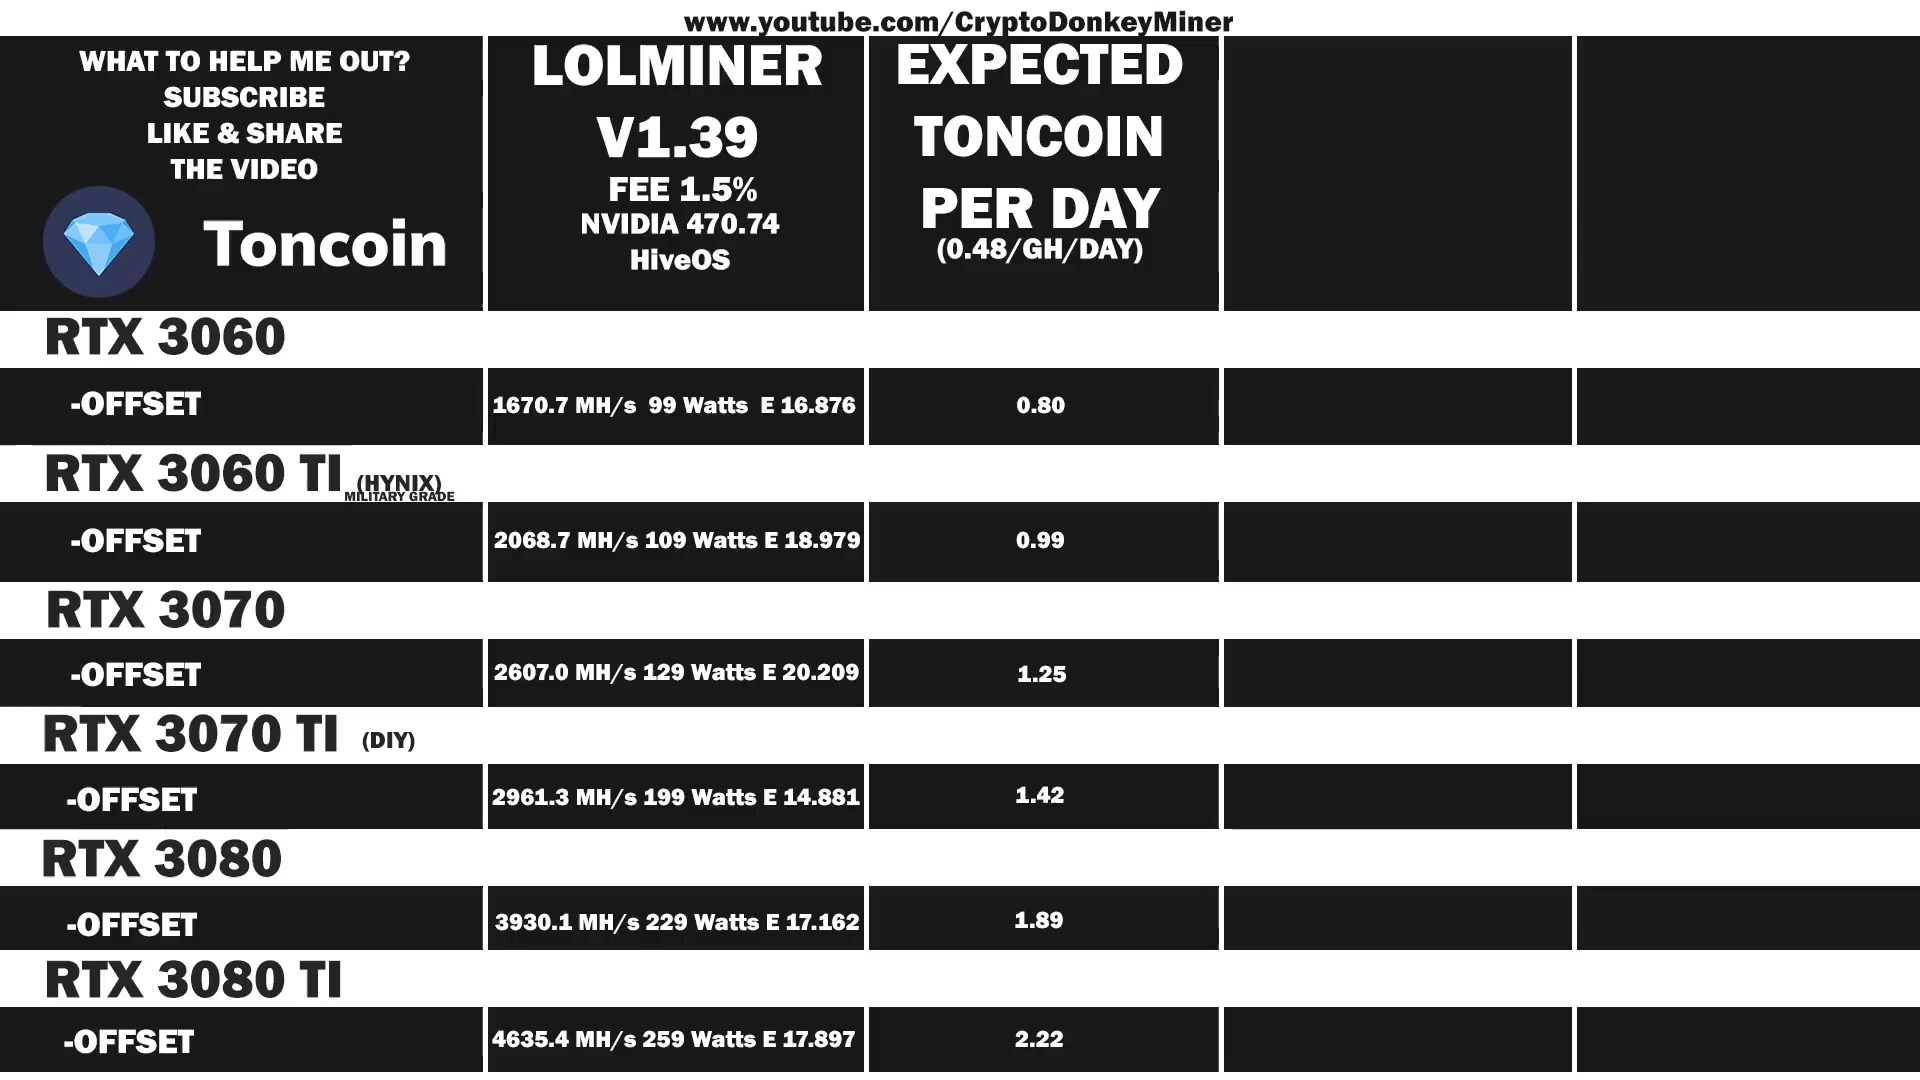 www.youtube.com/CryptoDonkeyMiner
WHAT TO HELP ME OUT?
SUBSCRIBE
LIKE & SHARE
THE VIDEO
Toncoin
LOLMINER
V1.39
FEE 1.5%
NVIDIA 470.74
HiveOS
EXPECTED
TONCOIN
PER DAY
(0.48/GH/DAY)
RTX 3060
-OFFSET 1670.7 MH/s 99 Watts E 16.876 0.80
RTX 3060 TI (HYNIX)
MILITARY GRADE
-OFFSET 2068.7 MH/s 109 Watts E 18.979 0.99
RTX 3070
-OFFSET 2607.0 MH/s 129 Watts E 20.209 1.25
RTX 3070 TI (DIY)
-OFFSET 2961.3 MH/s 199 Watts E 14.881 1.42
RTX 3080
-OFFSET 3930.1 MH/s 229 Watts E 17.162 1.89
RTX 3080 TI
-OFFSET 4635.4 MH/s 259 Watts E 17.897 2.22